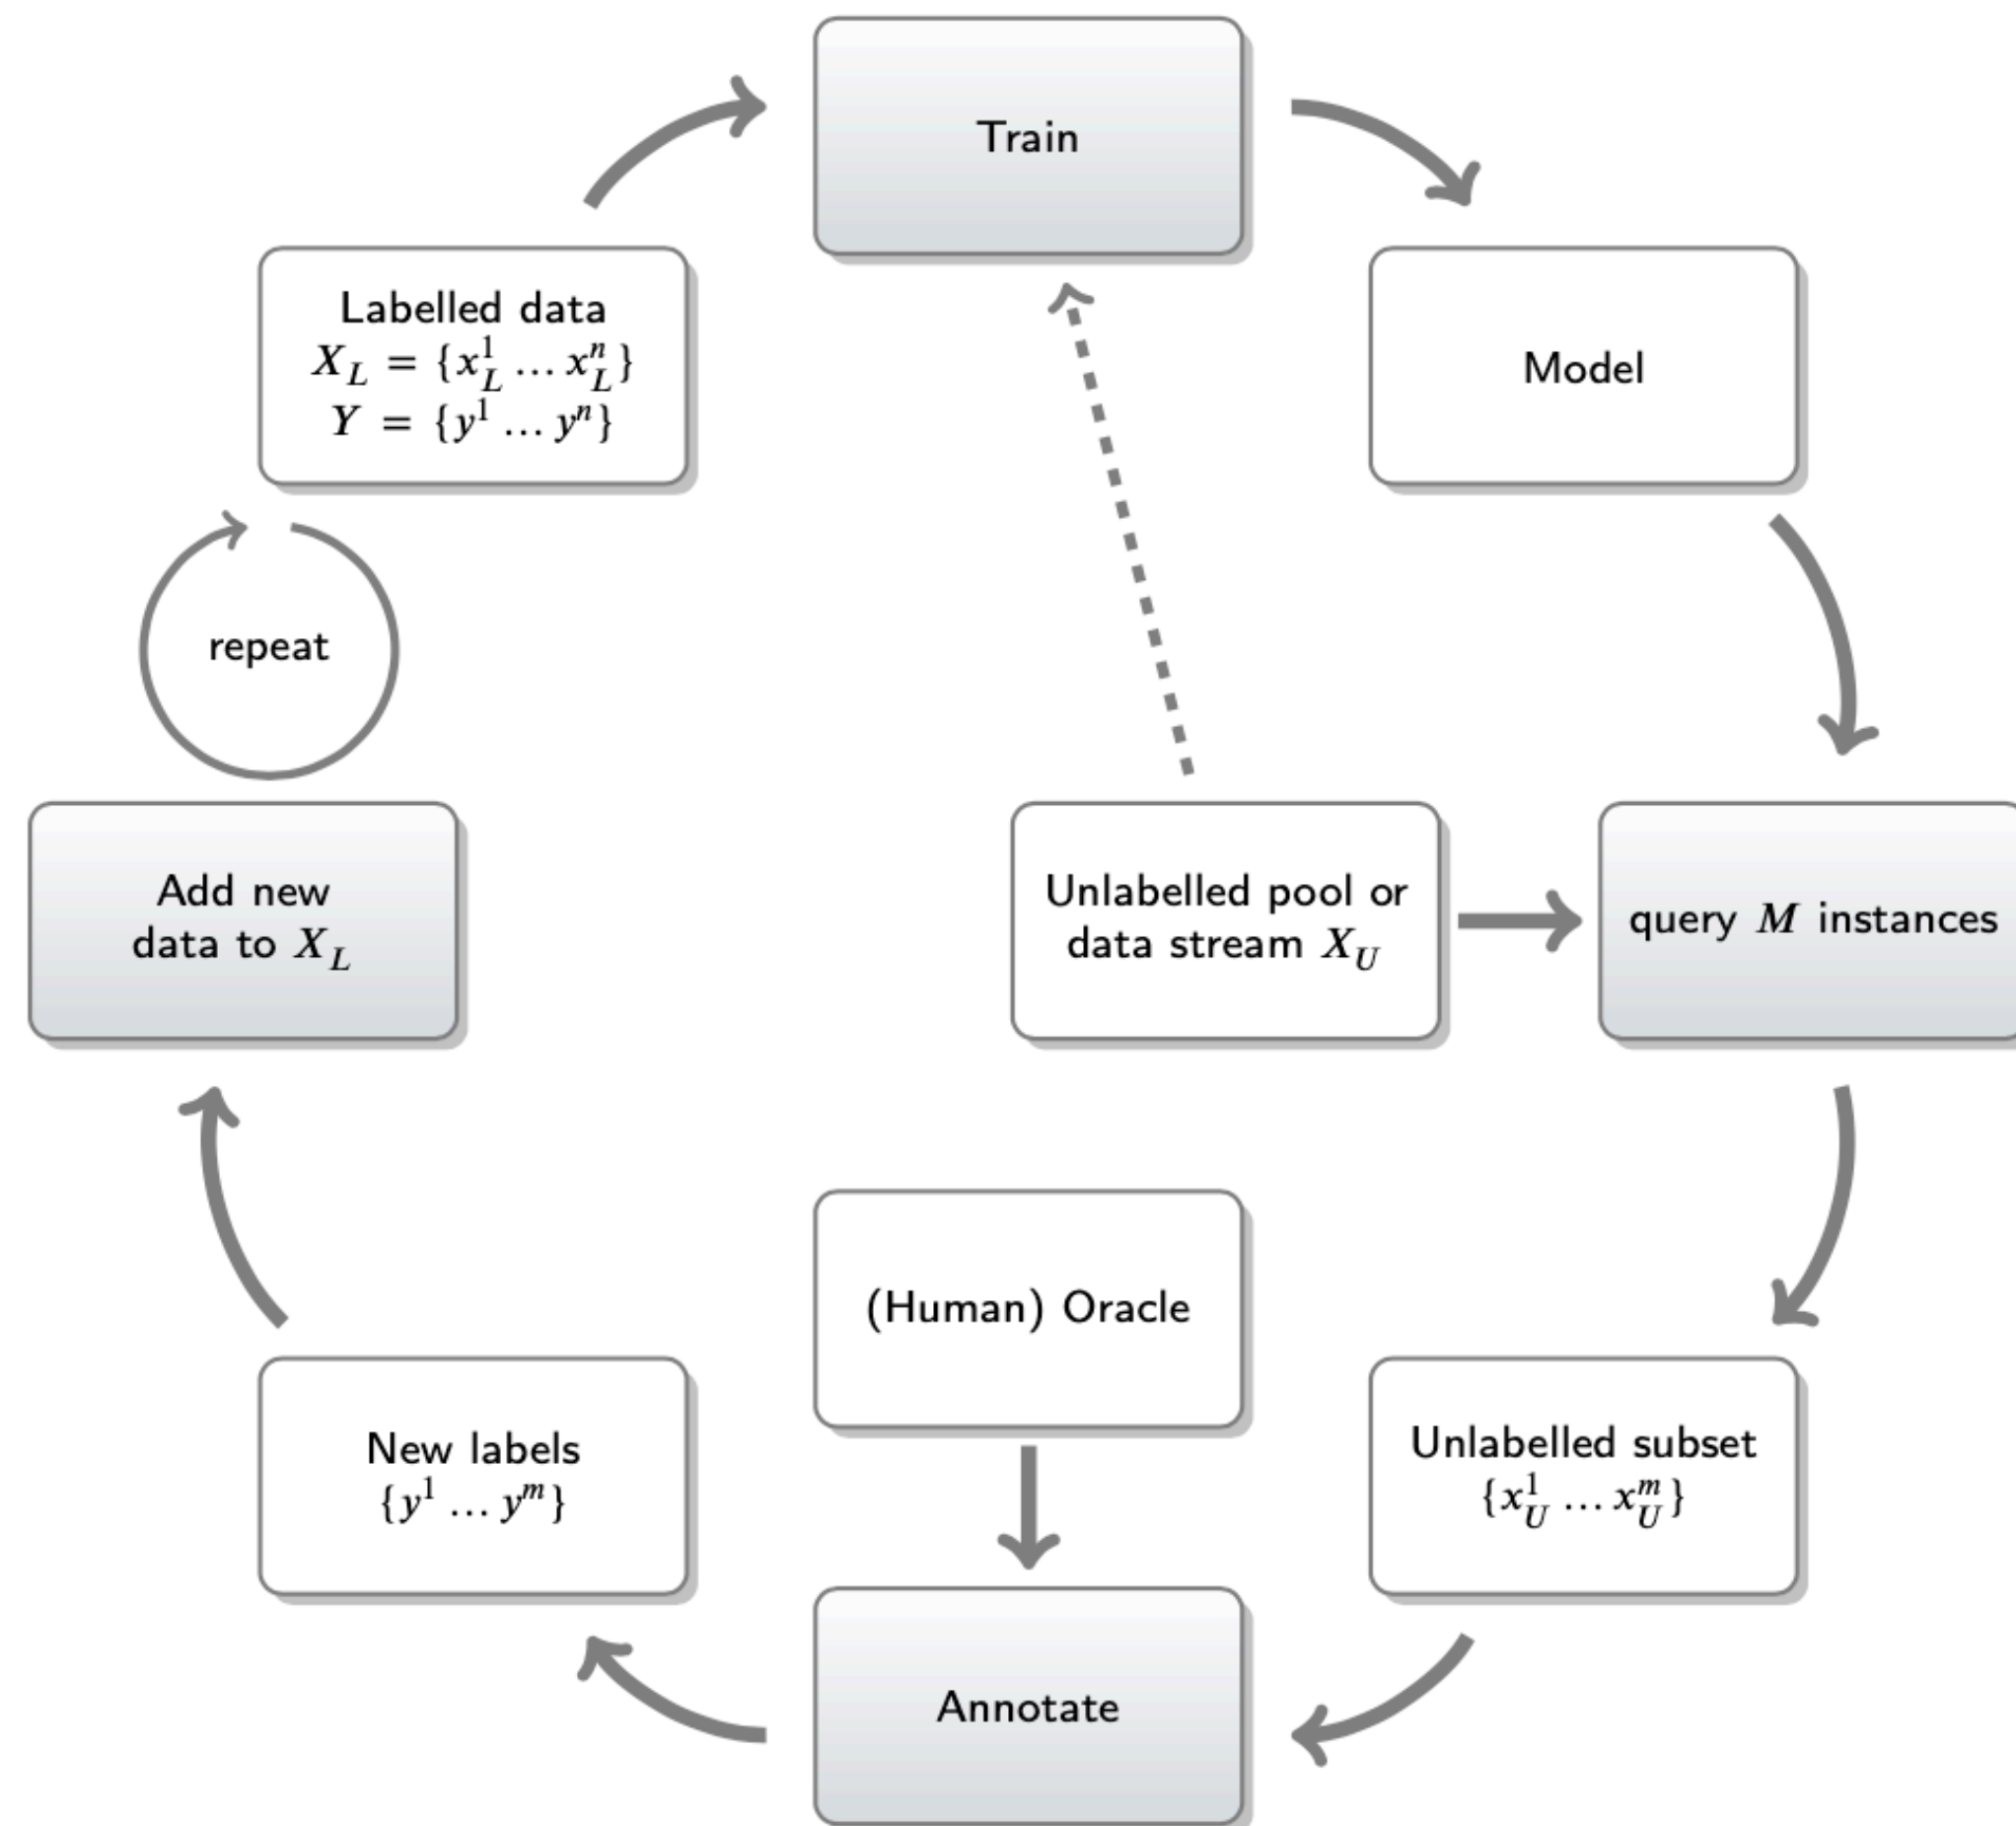 Train
Labelled data
X_L = {x_L^1 … x_L^n}
Y = {y^1 … y^n}
Model
repeat
Add new
data to X_L
Unlabelled pool or
data stream X_U
query M instances
(Human) Oracle
New labels
{y^1 … y^m}
Unlabelled subset
{x_U^1 … x_U^m}
Annotate